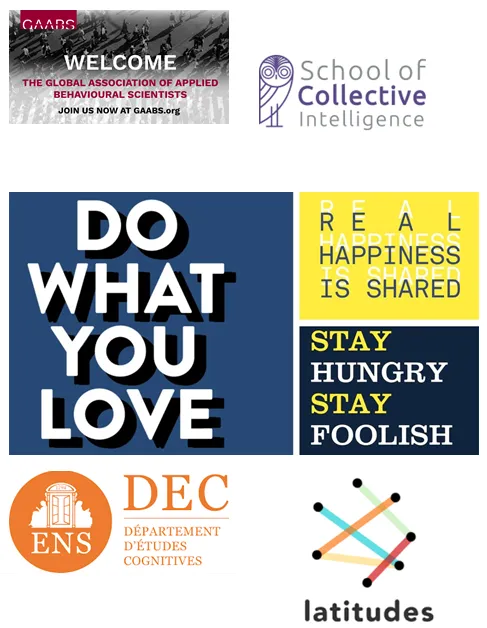 GAABS
WELCOME
THE GLOBAL ASSOCIATION OF APPLIED
BEHAVIOURAL SCIENTISTS
JOIN US NOW AT GAABS.org
School of
Collective
Intelligence
DO
WHAT
YOU
LOVE
REAL
HAPPINESS
IS SHARED
STAY
HUNGRY
STAY
FOOLISH
ENS
DEC
DÉPARTEMENT
D'ÉTUDES
COGNITIVES
latitudes